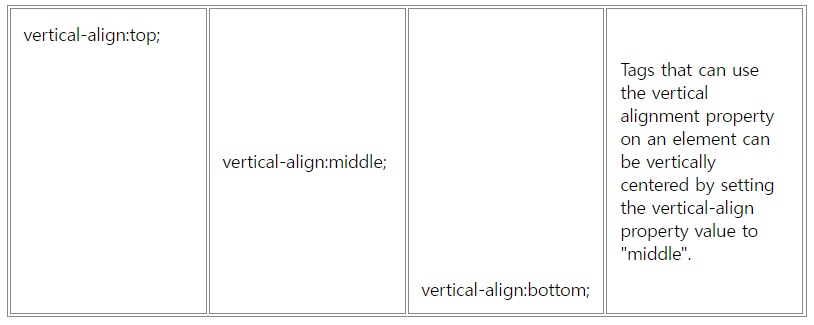 vertical-align:top;
vertical-align:middle;
vertical-align:bottom;
Tags that can use
the vertical
alignment property
on an element can
be vertically
centered by setting
the vertical-align
property value to
"middle".